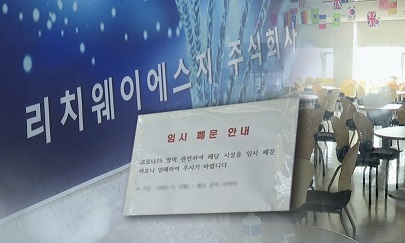 리치웨이에스지 주식회사
임시 폐문 안내
코로나19 방역 관련하여 해당 시설을 임시 폐문
하오니 양해하여 주시기 바랍니다.